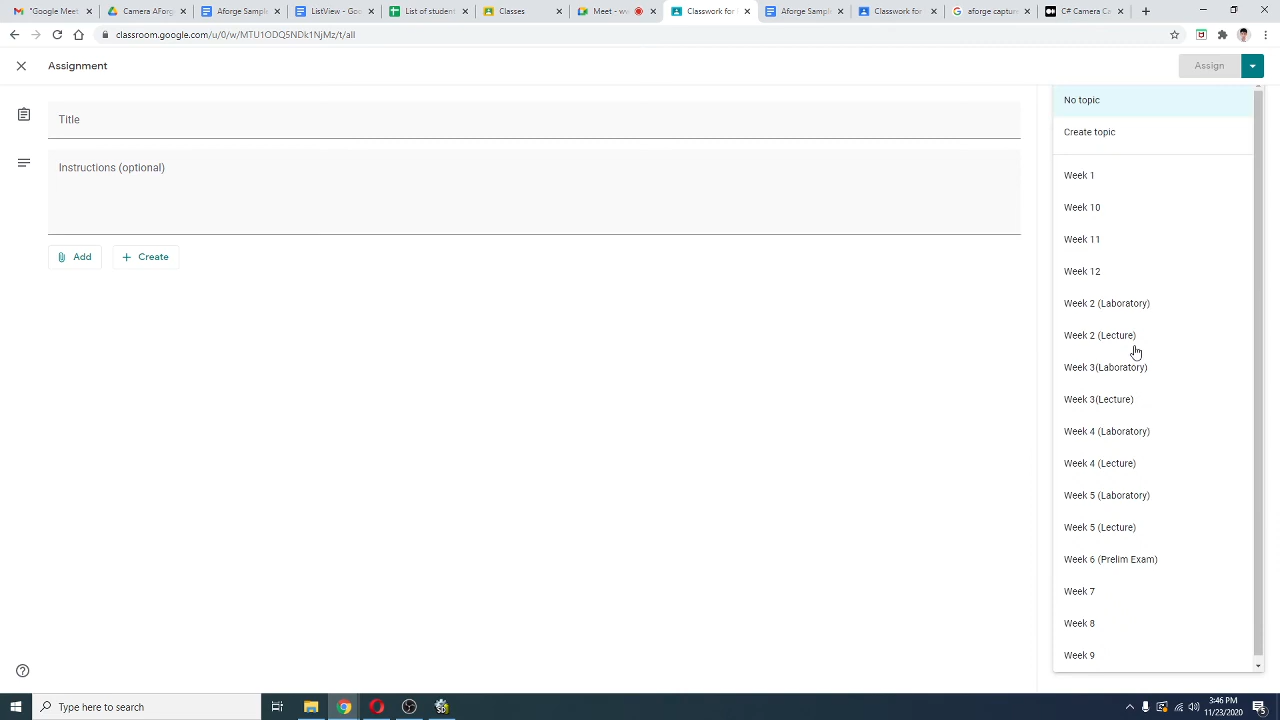 "Google Meet
Camera AForg
Aforge Sampl
ListView - Go
List of student
Classes
Meet - w
Classwork for
Aforge Sampl
Classwork for
aforge captur
C# Camera C
classroom.google.com/u/0/w/MTU1ODQ5NDk1NjMz/t/all
Assignment
Assign
Title
Instructions (optional)
Add
Create
No topic
Create topic
Week 1
Week 10
Week 11
Week 12
Week 2 (Laboratory)
Week 2 (Lecture)
Week 3(Laboratory)
Week 3(Lecture)
Week 4 (Laboratory)
Week 4 (Lecture)
Week 5 (Laboratory)
Week 5 (Lecture)
Week 6 (Prelim Exam)
Week 7
Week 8
Week 9
Type here to search
3:46 PM
11/23/2020